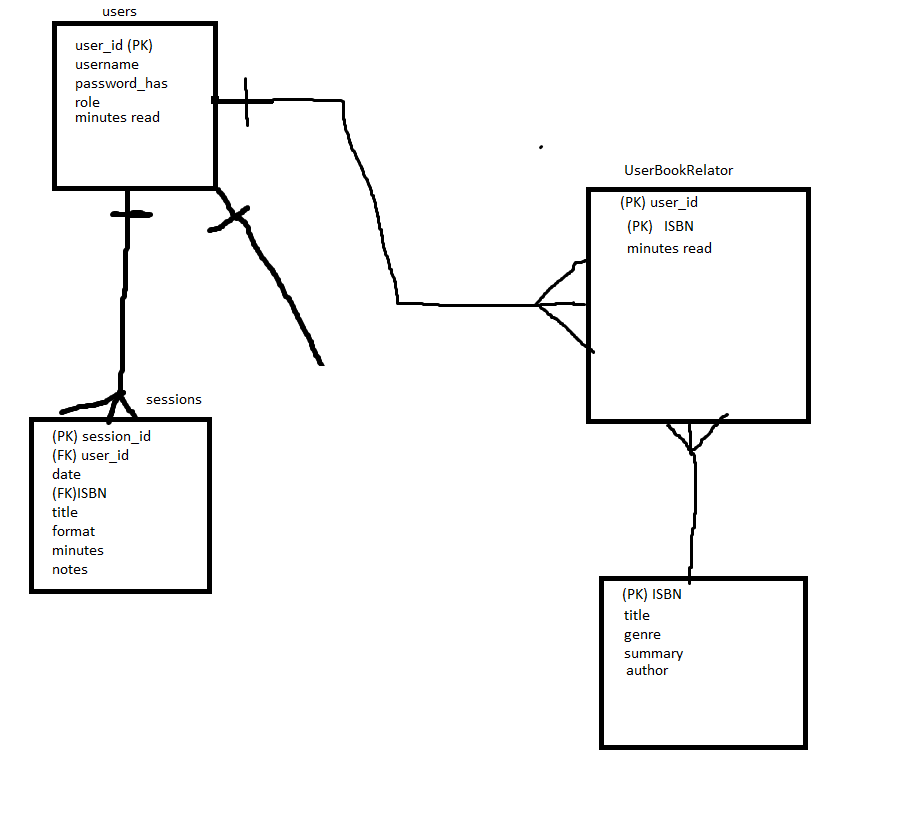 users
user_id (PK)
username
password_has
role
minutes read
UserBookRelator
(PK) user_id
(PK) ISBN
minutes read
sessions
(PK) session_id
(FK) user_id
date
(FK)ISBN
title
format
minutes
notes
(PK) ISBN
title
genre
summary
author